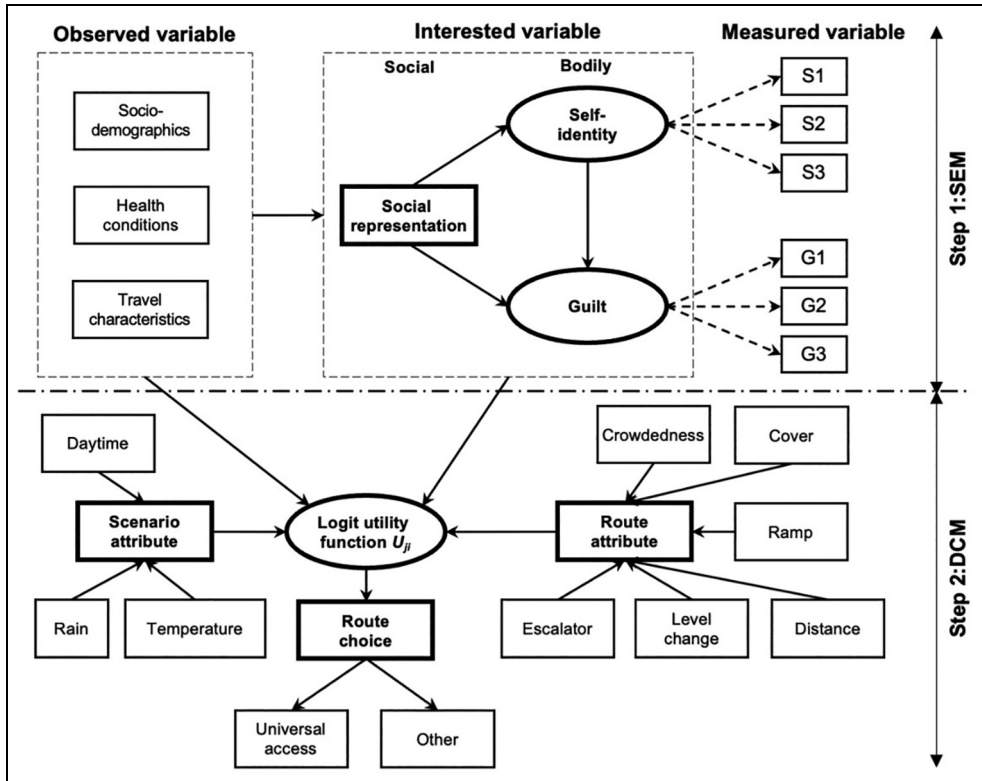 Observed variable
Interested variable
Measured variable
Social
Bodily
Socio-
demographics
Health
conditions
Travel
characteristics
Social
representation
Self-
identity
Guilt
S1
S2
S3
G1
G2
G3
Step 1:SEM
Daytime
Scenario
attribute
Rain
Temperature
Logit utility
function Uji
Route
choice
Universal
access
Other
Crowdedness
Cover
Route
attribute
Ramp
Escalator
Level
change
Distance
Step 2:DCM